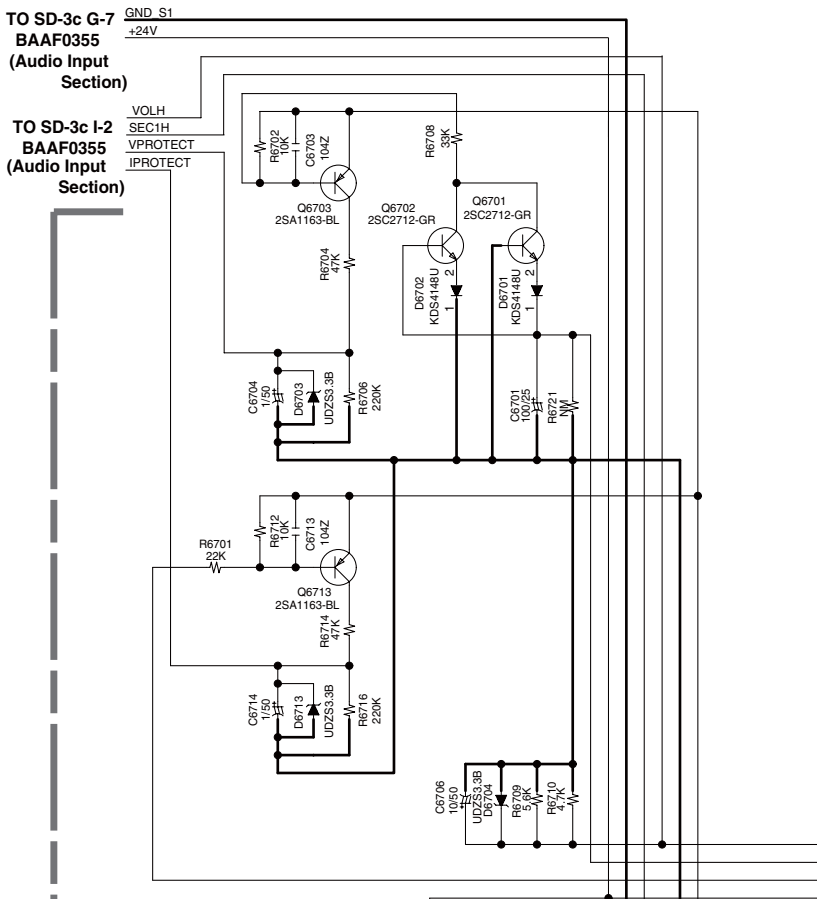 TO SD-3c G-7
BAAF0355
(Audio Input
Section)
GND_S1
+24V
VOLH
SEC1H
VPROTECT
IPROTECT
TO SD-3c I-2
BAAF0355
(Audio Input
Section)
R6702
10K
C6703
104Z
R6708
33K
Q6703
2SA1163-BL
Q6702
2SC2712-GR
Q6701
2SC2712-GR
R6704
47K
D6702
KDS4148U
2
1
D6701
KDS4148U
2
1
C6704
1/50
+
D6703
UDZS3.3B
R6706
220K
C6701
100/25
+
R6721
NM
R6701
22K
R6712
10K
C6713
104Z
Q6713
2SA1163-BL
R6714
47K
C6714
1/50
+
D6713
UDZS3.3B
R6716
220K
C6706
10/50
+
UDZS3.3B
D6704
R6709
5.6K
R6710
4.7K